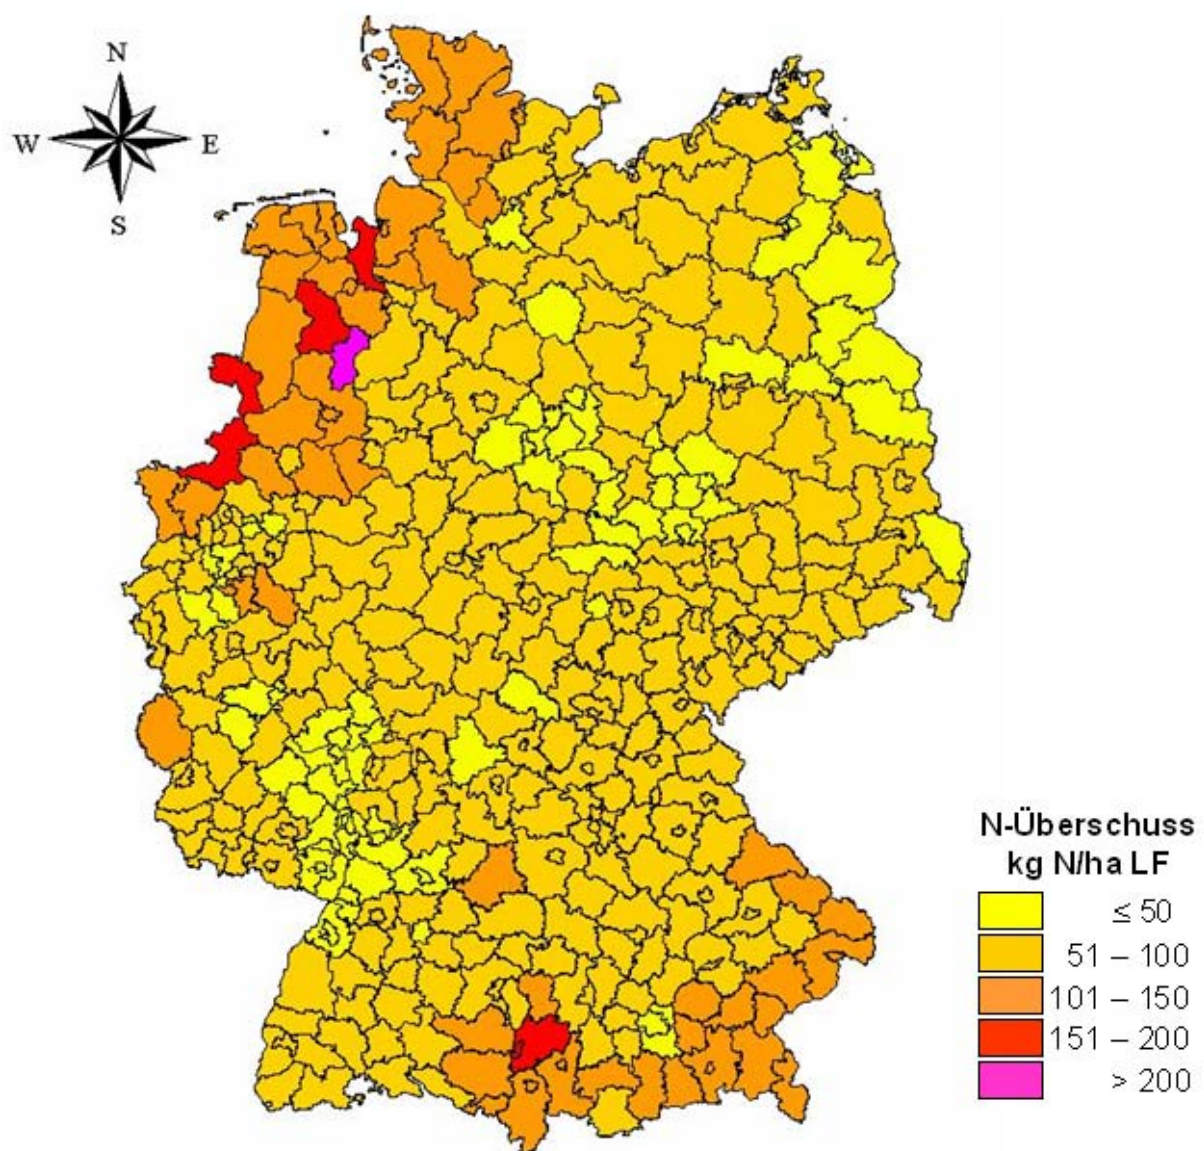 N
W
E
S
N-Überschuss
kg N/ha LF
≤ 50
51 – 100
101 – 150
151 – 200
> 200